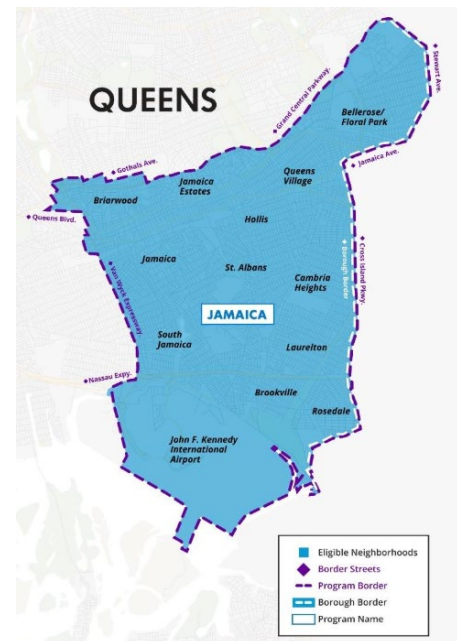 QUEENS
Grand Central Parkway.
Stewart Ave.
Bellerose/
Floral Park
Gothals Ave.
Jamaica Ave.
Jamaica
Estates
Queens
Village
Briarwood
Queens Blvd.
Hollis
Borough Border
Cross Island Pkwy.
Jamaica
St. Albans
Van Wyck Expressway
Cambria
Heights
JAMAICA
South
Jamaica
Laurelton
Nassau Expy.
Brookville
Rosedale
John F. Kennedy
International
Airport
Eligible Neighborhoods
Border Streets
Program Border
Borough Border
Program Name